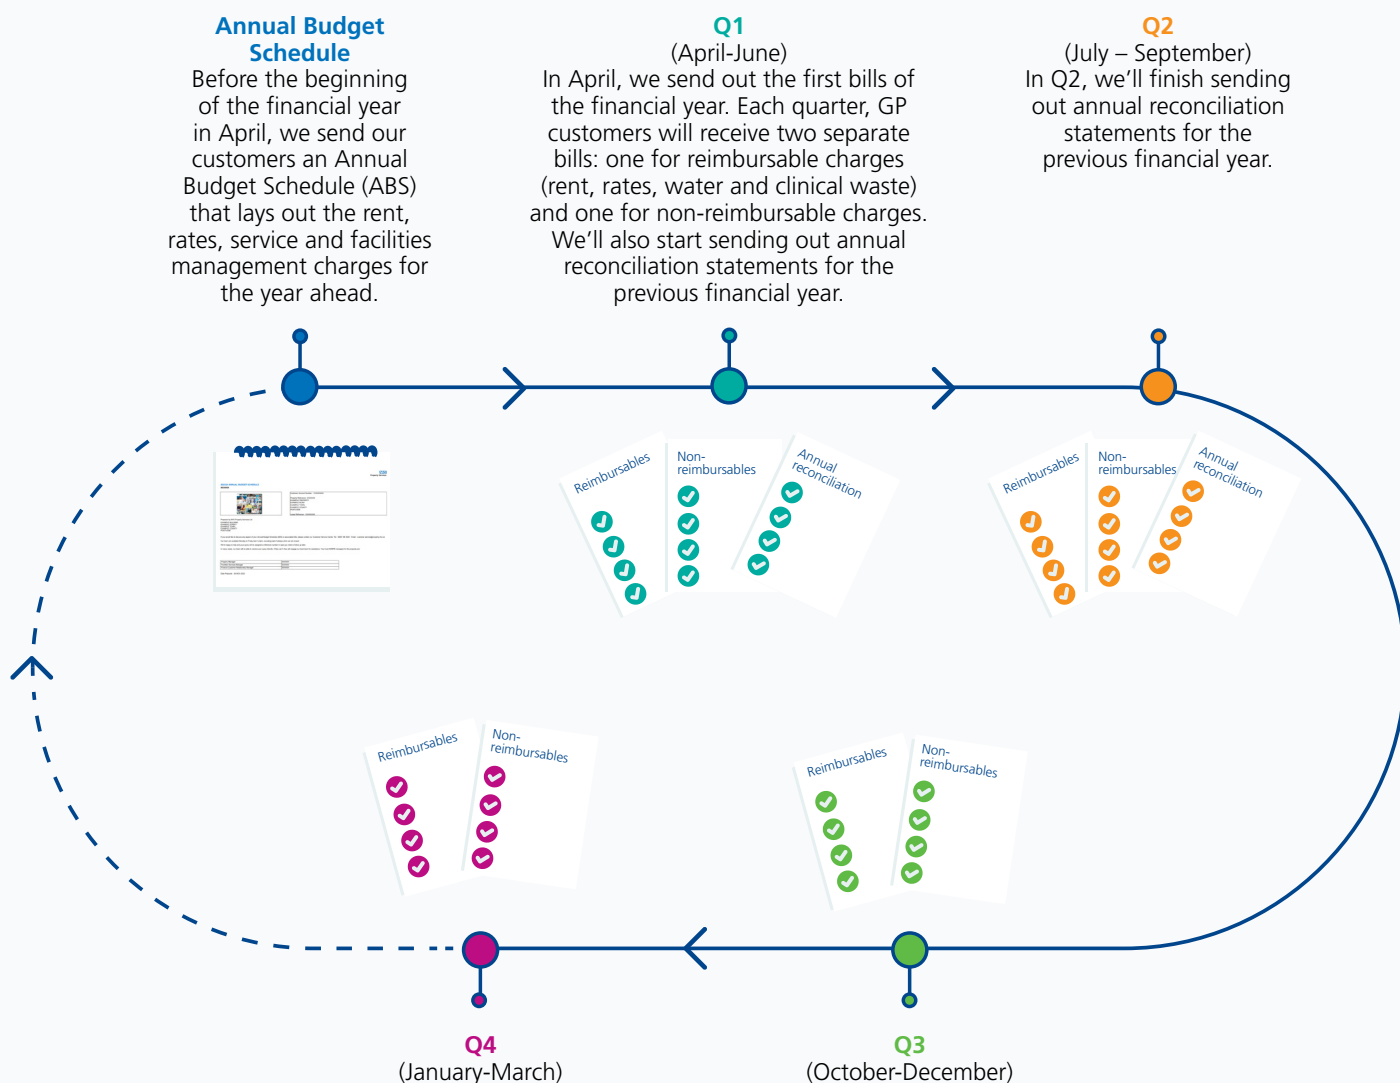 Annual Budget
Schedule
Before the beginning
of the financial year
in April, we send our
customers an Annual
Budget Schedule (ABS)
that lays out the rent,
rates, service and facilities
management charges for
the year ahead.
Q1
(April-June)
In April, we send out the first bills of
the financial year. Each quarter, GP
customers will receive two separate
bills: one for reimbursable charges
(rent, rates, water and clinical waste)
and one for non-reimbursable charges.
We’ll also start sending out annual
reconciliation statements for the
previous financial year.
Q2
(July – September)
In Q2, we’ll finish sending
out annual reconciliation
statements for the
previous financial year.
Reimbursables
Non-
reimbursables
Annual
reconciliation
Reimbursables
Non-
reimbursables
Annual
reconciliation
Reimbursables
Non-
reimbursables
Reimbursables
Non-
reimbursables
Q4
(January-March)
Q3
(October-December)